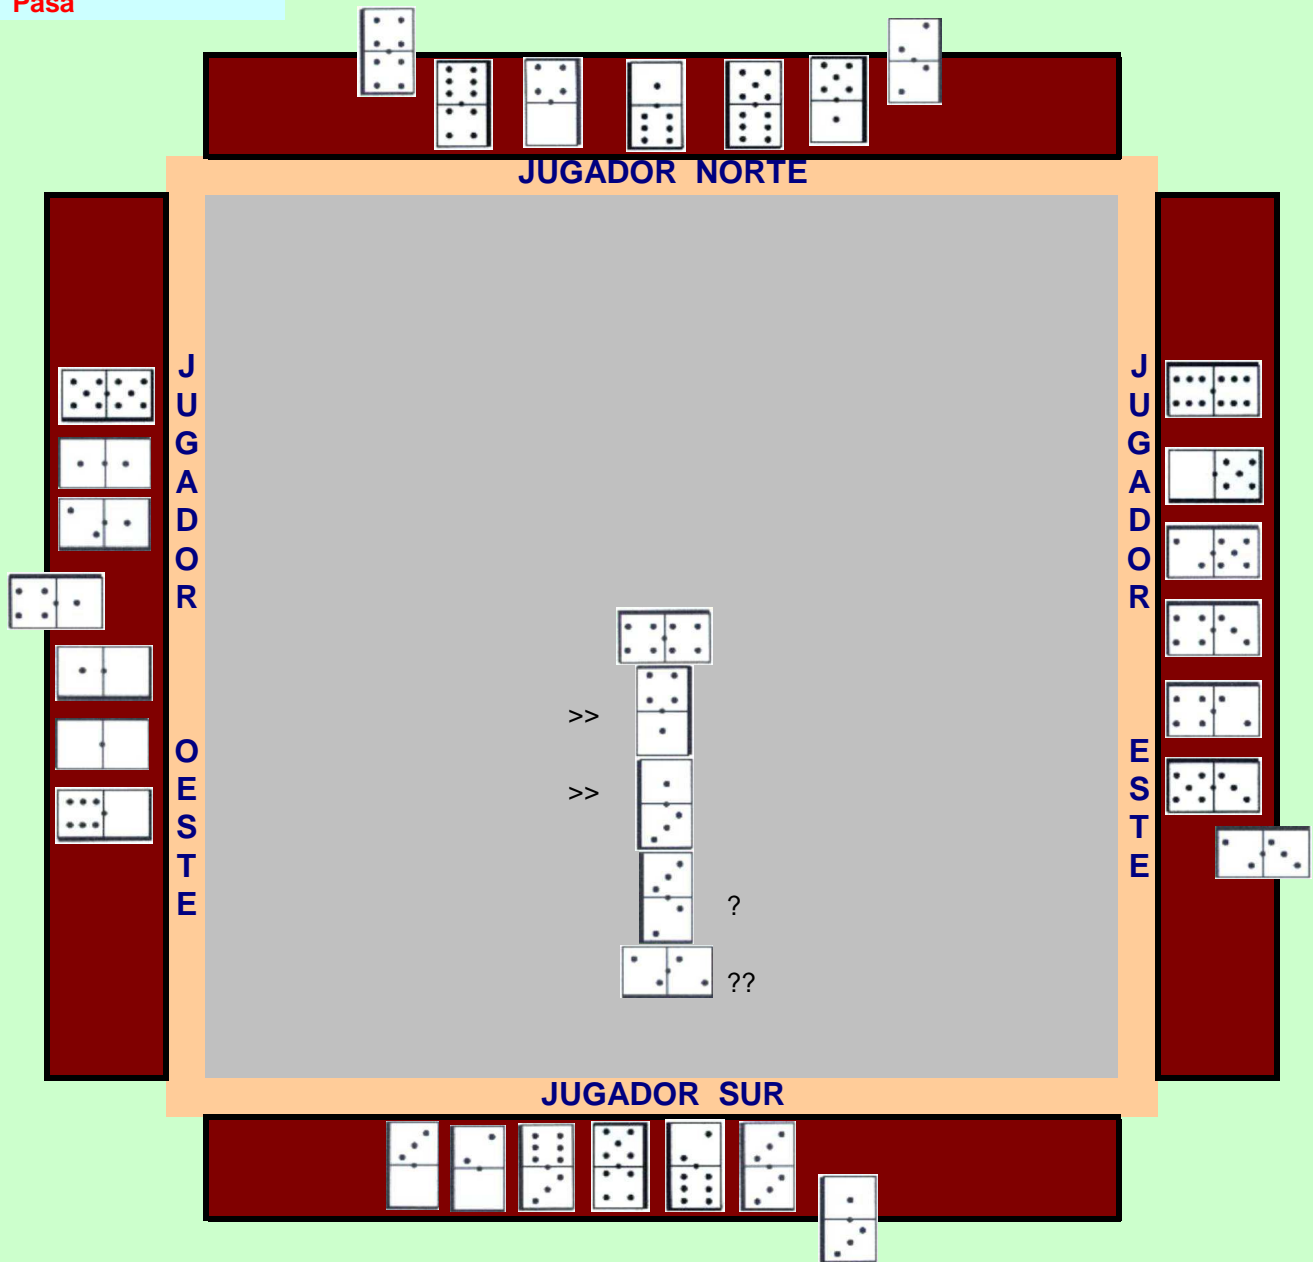 Pasa
JUGADOR NORTE
JUGADOR OESTE
JUGADOR ESTE
>>
>>
?
??
JUGADOR SUR